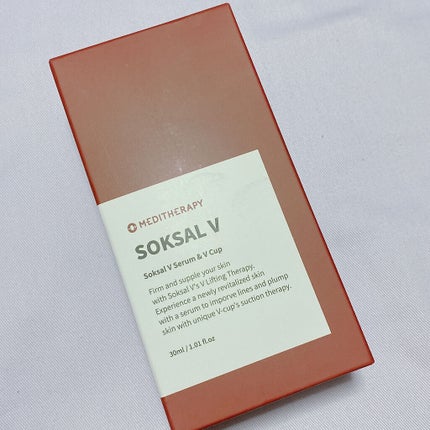 MEDITHERAPY
SOKSAL V
Soksal V Serum & V Cup
Firm and supple your skin
with Soksal V's V Lifting Therapy.
Experience a newly revitalized skin
with a serum to imporve lines and plump
skin with unique V-cup's suction therapy.
30ml / 1.01 fl.oz